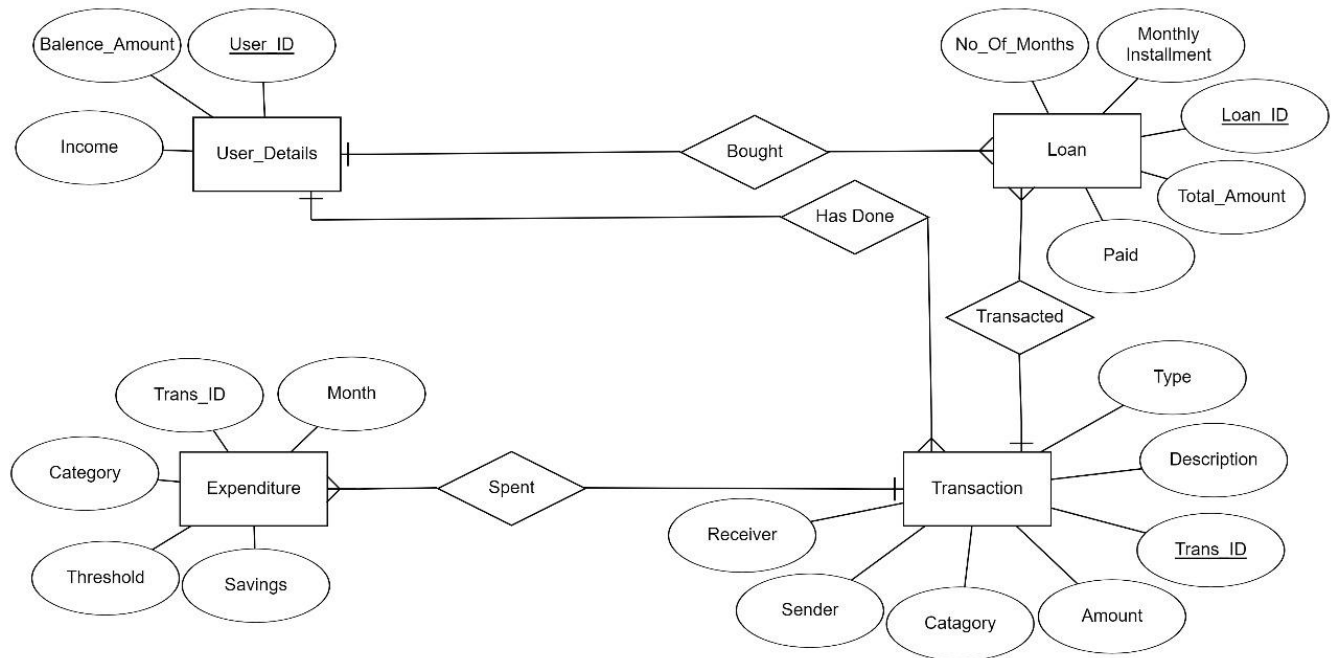 Balence_Amount
User_ID
Income
User_Details
Bought
Has Done
No_Of_Months
Monthly
Installment
Loan_ID
Loan
Total_Amount
Paid
Transacted
Trans_ID
Month
Category
Expenditure
Threshold
Savings
Spent
Type
Description
Transaction
Receiver
Trans_ID
Sender
Catagory
Amount